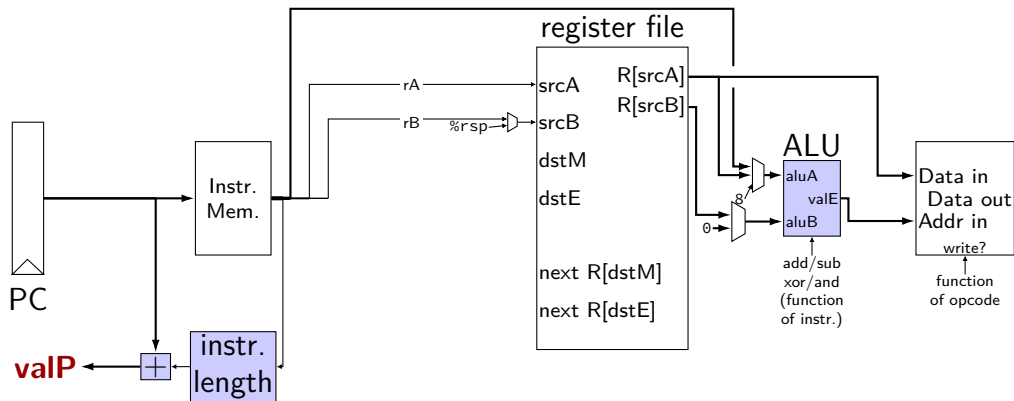 register file
rA
rB
%rsp
srcA
srcB
dstM
dstE
next R[dstM]
next R[dstE]
R[srcA]
R[srcB]
PC
Instr.
Mem.
instr.
length
+
valP
8
0
ALU
aluA
valE
aluB
add/sub
xor/and
(function
of instr.)
Data in
Data out
Addr in
write?
function
of opcode